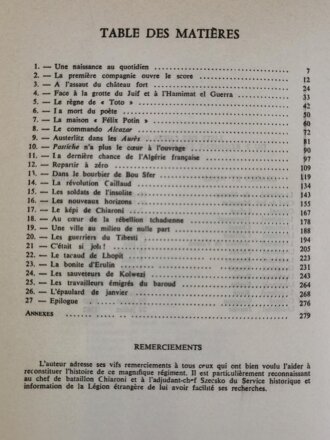 TABLE DES MATIÈRES
1. — Une naissance au quotidien 7
2. — La première compagnie ouvre le score 12
3. — A l'assaut du château fort 24
4. — Face à la grotte du Juif et à l'Hamimat el Guerra 33
5. — Le règne de « Toto » 42
6. — La mort du poète 50
7. — La maison « Félix Potin » 60
8. — Le commando Alcazar 72
9. — Austerlitz dans les Aurès 81
10. — Pastiche n'a plus le cœur à l'ouvrage 90
11. — La dernière chance de l'Algérie française 97
12. — Repartir à zéro 109
13. — Dans le bourbier de Bou Sfer 119
14. — La révolution Caillaud 131
15. — Les soldats de l'insolite 143
16. — Les nouveaux horizons 155
17. — Le képi de Chiaroni 167
18. — Au cœur de la rébellion tchadienne 178
19. — Une ville au milieu de nulle part 188
20. — Les guerriers du Tibesti 194
21 — C'était si joli ! 205
22. — Le tacaud de Lhopit 223
23. — La bonite d'Erulin 231
24. — Les sauveteurs de Kolwezi 243
25. — Les travailleurs émigrés du baroud 264
26. — L'épaulard de janvier 268
27 — Epilogue 276
ANNEXES 279
REMERCIEMENTS
L'auteur adresse ses vifs remerciements à tous ceux qui ont bien voulu l'aider à
reconstituer l'histoire de ce magnifique régiment. Il est particulièrement reconnaissant
au chef de bataillon Chiaroni et à l'adjudant-chef Szecsko du Service historique et
information de la Légion étrangère de lui avoir facilité ses recherches.